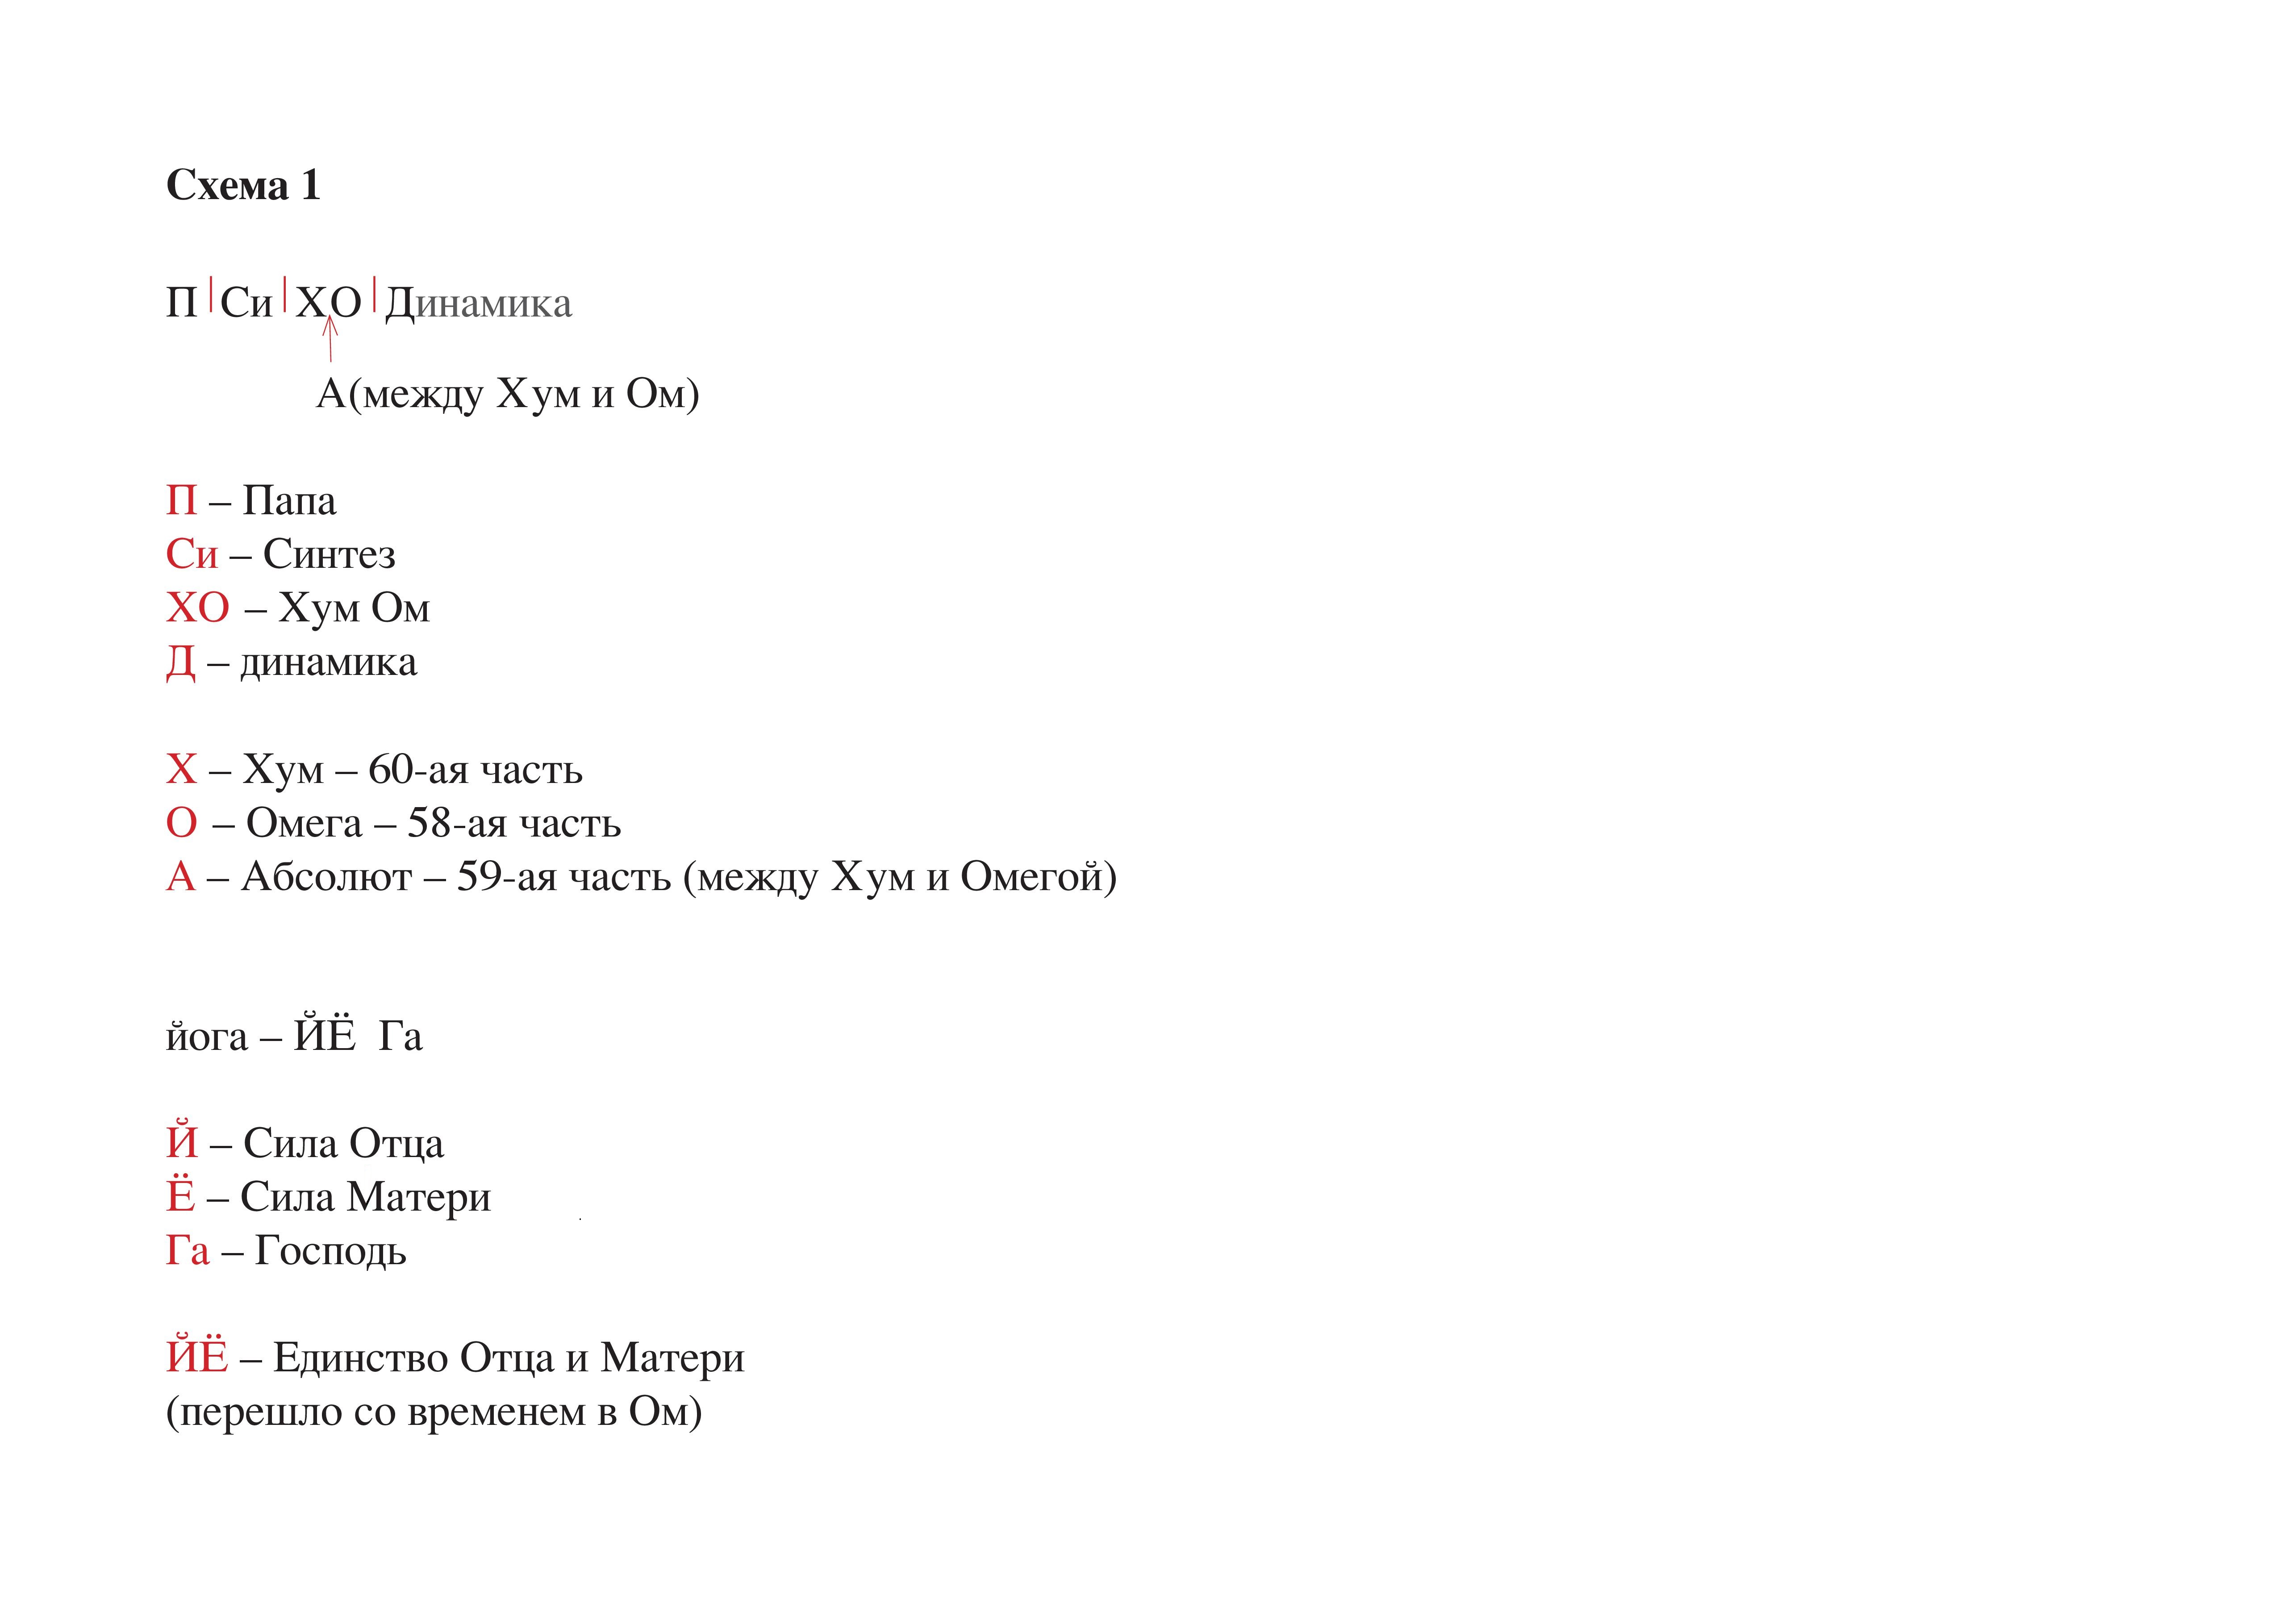 Схема 1
П|Си|ХО|Динамика
А(между Хум и Ом)
П – Папа
Си – Синтез
ХО – Хум Ом
Д – динамика
Х – Хум – 60-ая часть
О – Омега – 58-ая часть
А – Абсолют – 59-ая часть (между Хум и Омегой)
йога – ЙЁ Га
Й – Сила Отца
Ё – Сила Матери
Га – Господь
ЙЁ – Единство Отца и Матери
(перешло со временем в Ом)